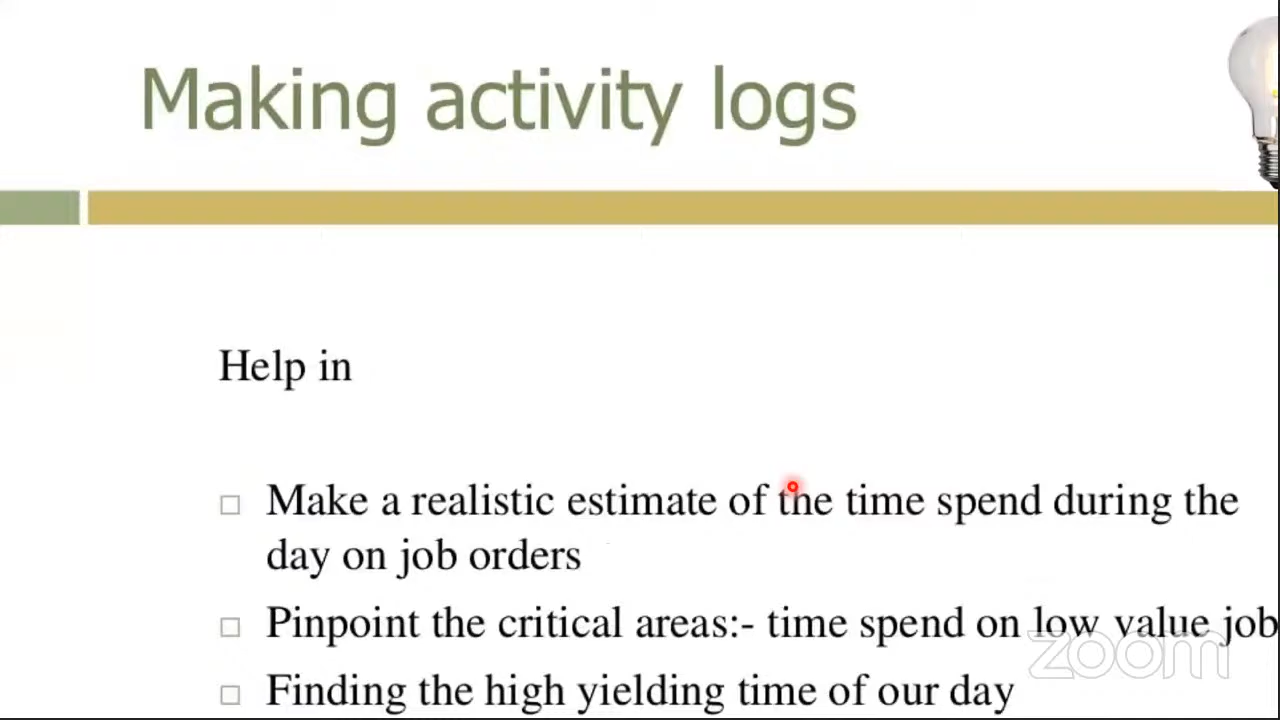 Making activity logs
Help in
Make a realistic estimate of the time spend during the
day on job orders
Pinpoint the critical areas:- time spend on low value job
Finding the high yielding time of our day
zoom